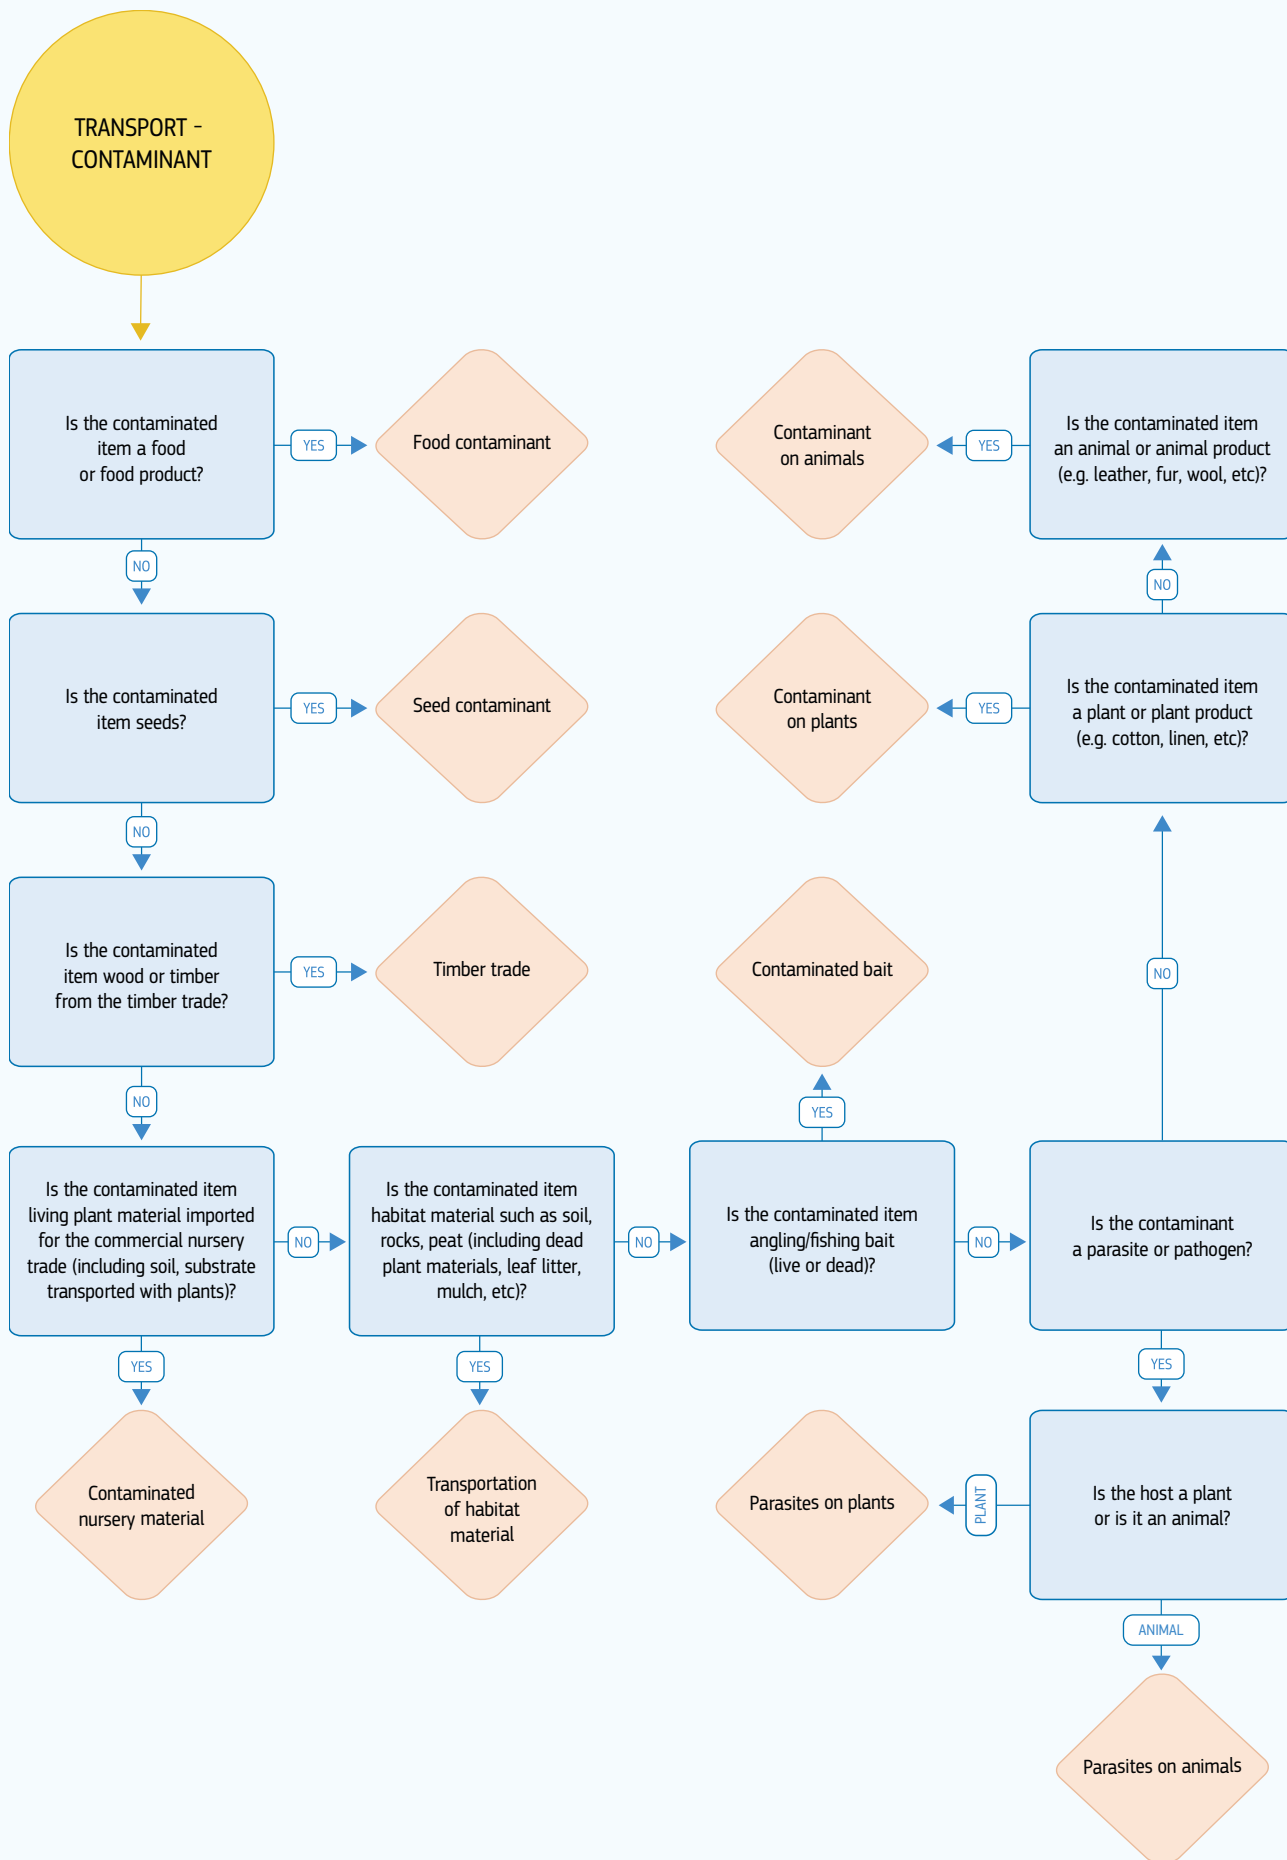 TRANSPORT -
CONTAMINANT
Is the contaminated
item a food
or food product?
YES
Food contaminant
NO
Is the contaminated
item seeds?
YES
Seed contaminant
NO
Is the contaminated
item wood or timber
from the timber trade?
YES
Timber trade
NO
Is the contaminated item
living plant material imported
for the commercial nursery
trade (including soil, substrate
transported with plants)?
YES
Contaminated
nursery material
NO
Is the contaminated item
habitat material such as soil,
rocks, peat (including dead
plant materials, leaf litter,
mulch, etc)?
YES
Transportation
of habitat
material
NO
Is the contaminated item
angling/fishing bait
(live or dead)?
YES
Contaminated bait
NO
Is the contaminant
a parasite or pathogen?
YES
Is the host a plant
or is it an animal?
PLANT
Parasites on plants
ANIMAL
Parasites on animals
NO
Is the contaminated item
a plant or plant product
(e.g. cotton, linen, etc)?
YES
Contaminant
on plants
NO
Is the contaminated item
an animal or animal product
(e.g. leather, fur, wool, etc)?
YES
Contaminant
on animals